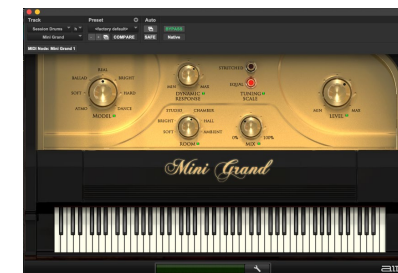 Track Preset Auto
Session Drums a <factory default> BYPASS
Mini Grand - + COMPARE SAFE Native
MIDI Node: Mini Grand 1
REAL
BALLAD BRIGHT
SOFT HARD
ATMO DANCE
MODEL
MIN MAX
DYNAMIC
RESPONSE
STRETCHED
EQUAL
TUNING
SCALE
MIN MAX
LEVEL
STUDIO CHAMBER
BRIGHT HALL
SOFT AMBIENT
ROOM
0% 100%
MIX
Mini Grand